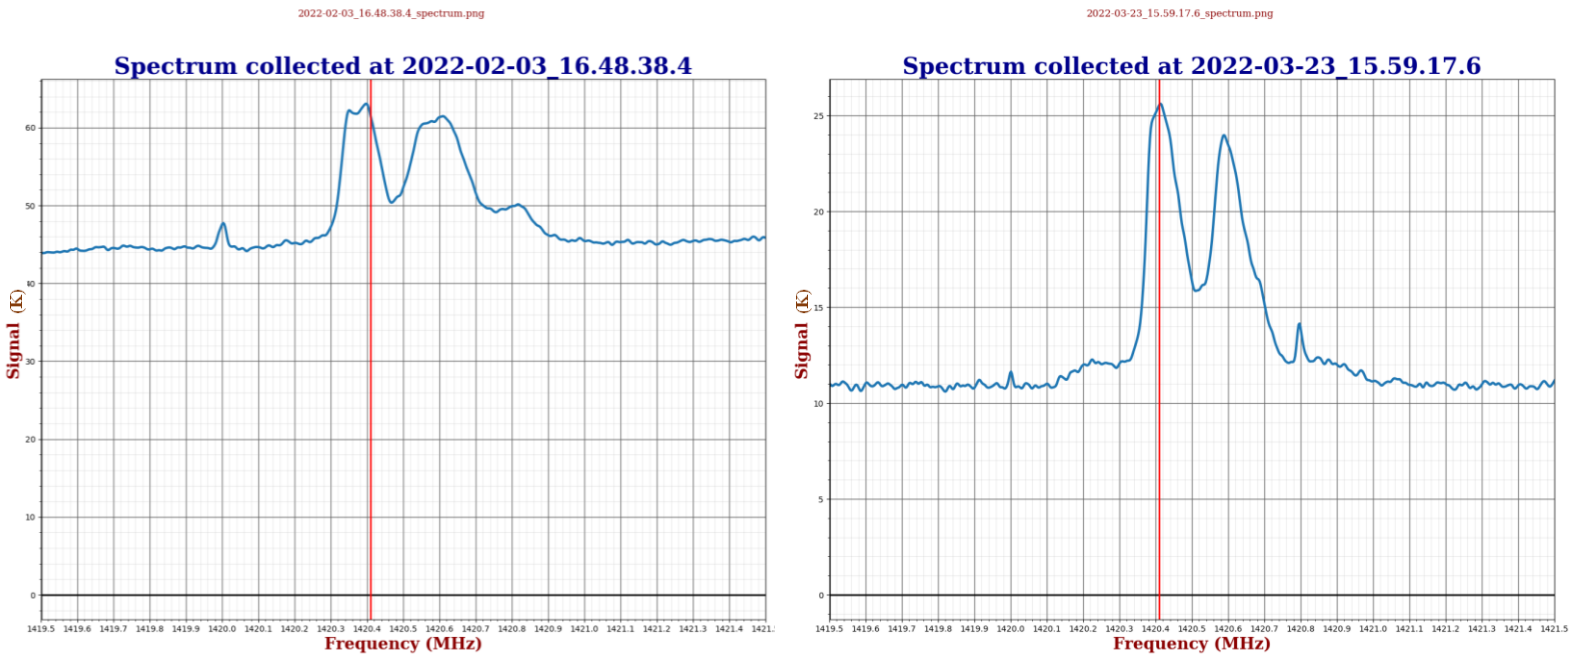 2022-02-03_16.48.38.4_spectrum.png
Spectrum collected at 2022-02-03_16.48.38.4
60
50
40
30
20
10
0
Signal (K)
1419.5 1419.6 1419.7 1419.8 1419.9 1420.0 1420.1 1420.2 1420.3 1420.4 1420.5 1420.6 1420.7 1420.8 1420.9 1421.0 1421.1 1421.2 1421.3 1421.4 1421.
Frequency (MHz)
2022-03-23_15.59.17.6_spectrum.png
Spectrum collected at 2022-03-23_15.59.17.6
25
20
15
10
5
0
Signal (K)
1419.5 1419.6 1419.7 1419.8 1419.9 1420.0 1420.1 1420.2 1420.3 1420.4 1420.5 1420.6 1420.7 1420.8 1420.9 1421.0 1421.1 1421.2 1421.3 1421.4 1421.5
Frequency (MHz)